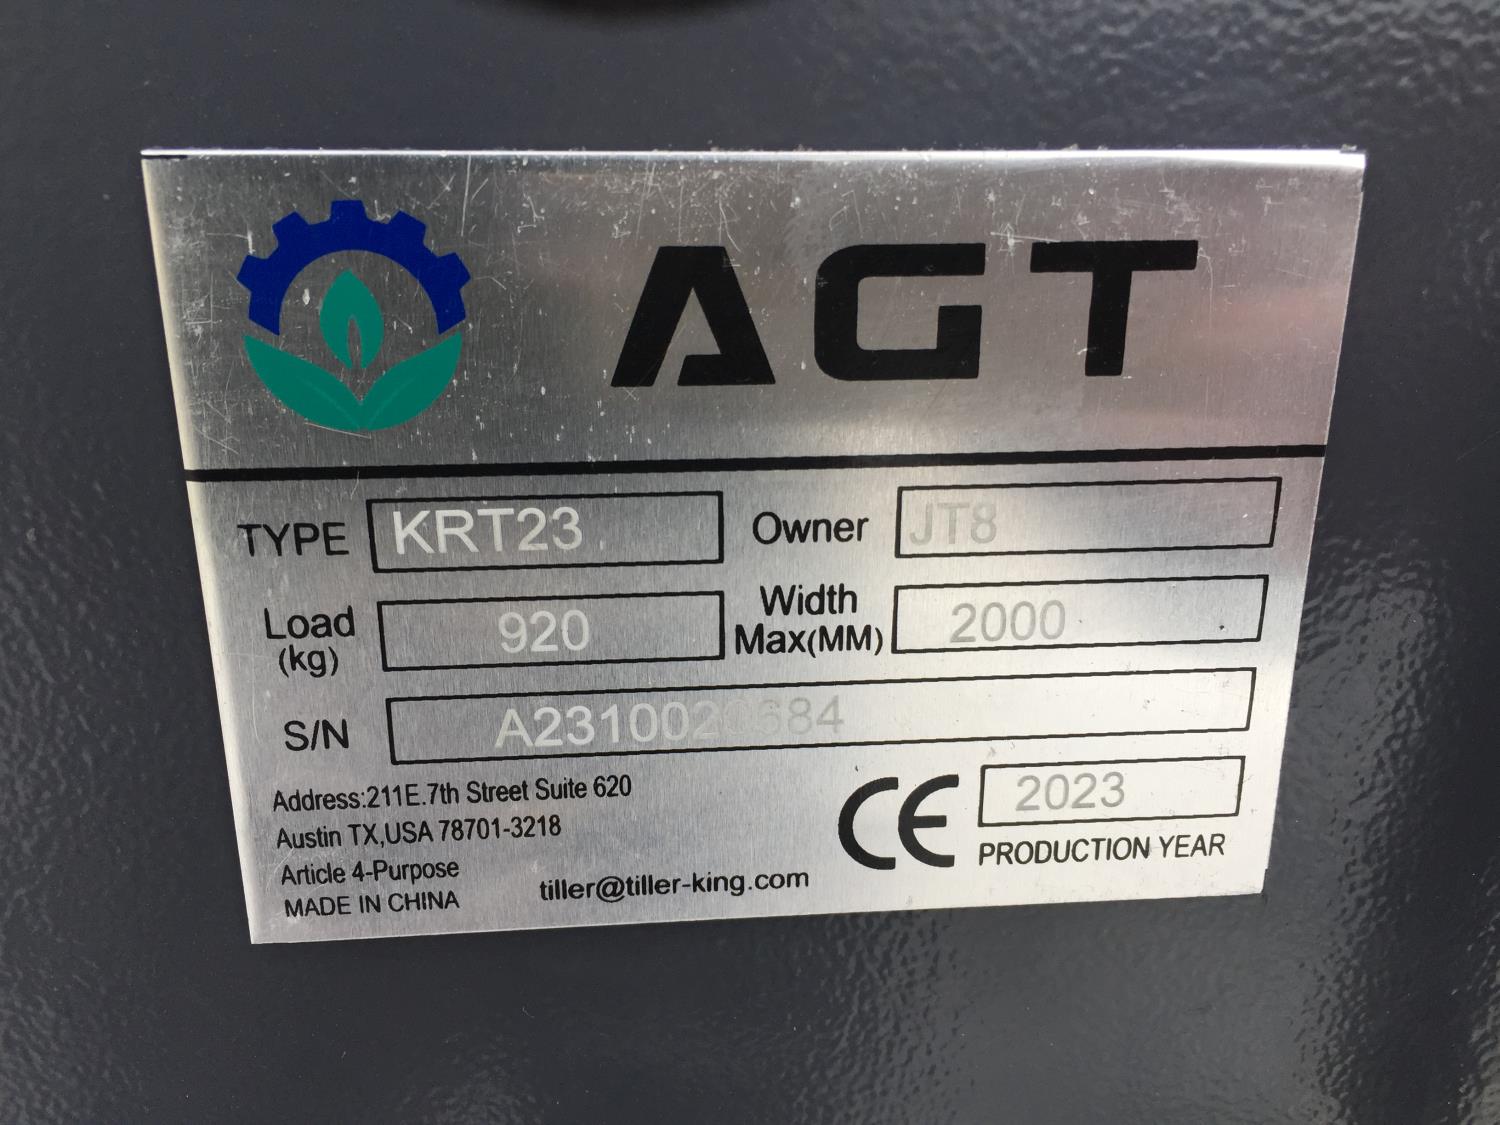 AGT
TYPE KRT23 Owner JT8
Load (kg) 920 Width Max(MM) 2000
S/N
Address:211E.7th Street Suite 620
Austin TX,USA 78701-3218
Article 4-Purpose
MADE IN CHINA
tiller@tiller-king.com
CE 2023
PRODUCTION YEAR